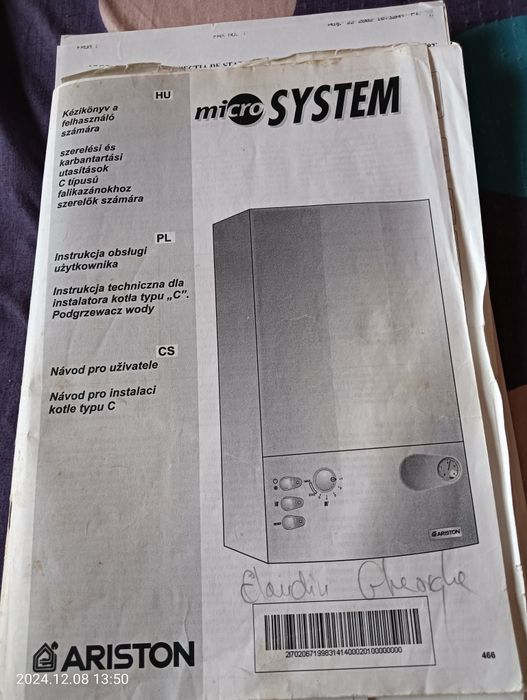 HU
micro SYSTEM
Kézikönyv a
felhasználó
számára
szerelési és
karbantartási
utasítások
C típusú
falikazánokhoz
szerelők számára
PL
Instrukcja obsługi
użytkownika
Instrukcja techniczna dla
instalatora kotła typu „C”.
Podgrzewacz wody
CS
Návod pro uživatele
Návod pro instalaci
kotle typu C
ARISTON
Gheorghe
ARISTON
466
2024.12.08 13:50